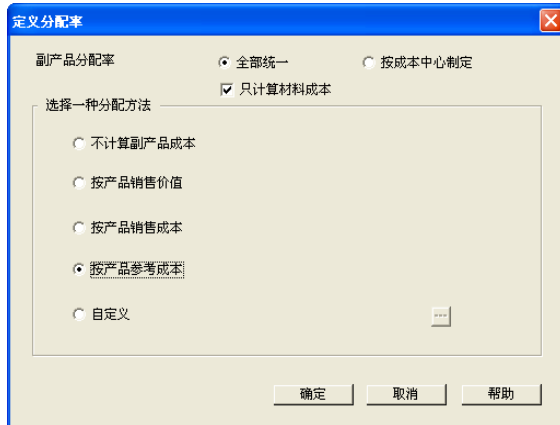 定义分配率
副产品分配率 全部统一 按成本中心制定
只计算材料成本
选择一种分配方法
不计算副产品成本
按产品销售价值
按产品销售成本
按产品参考成本
自定义 ...
确定 取消 帮助